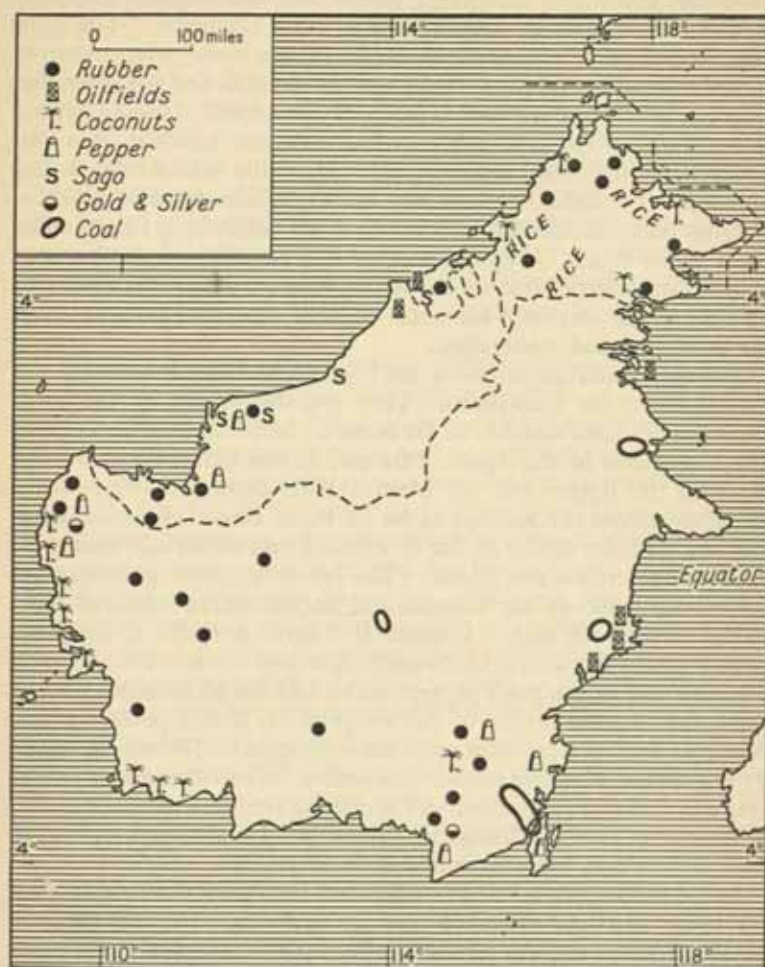 114°
118°
0 100 miles
Rubber
Oilfields
Coconuts
Pepper
S Sago
Gold & Silver
Coal
RICE
RICE
RICE
4°
4°
S
S
S
S
Equator
4°
4°
110°
114°
118°